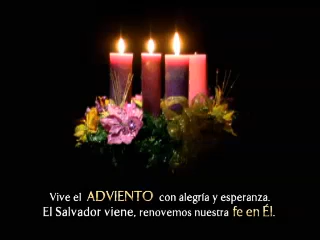 Vive el ADVIENTO con alegría y esperanza.
El Salvador viene, renovemos nuestra fe en Él.